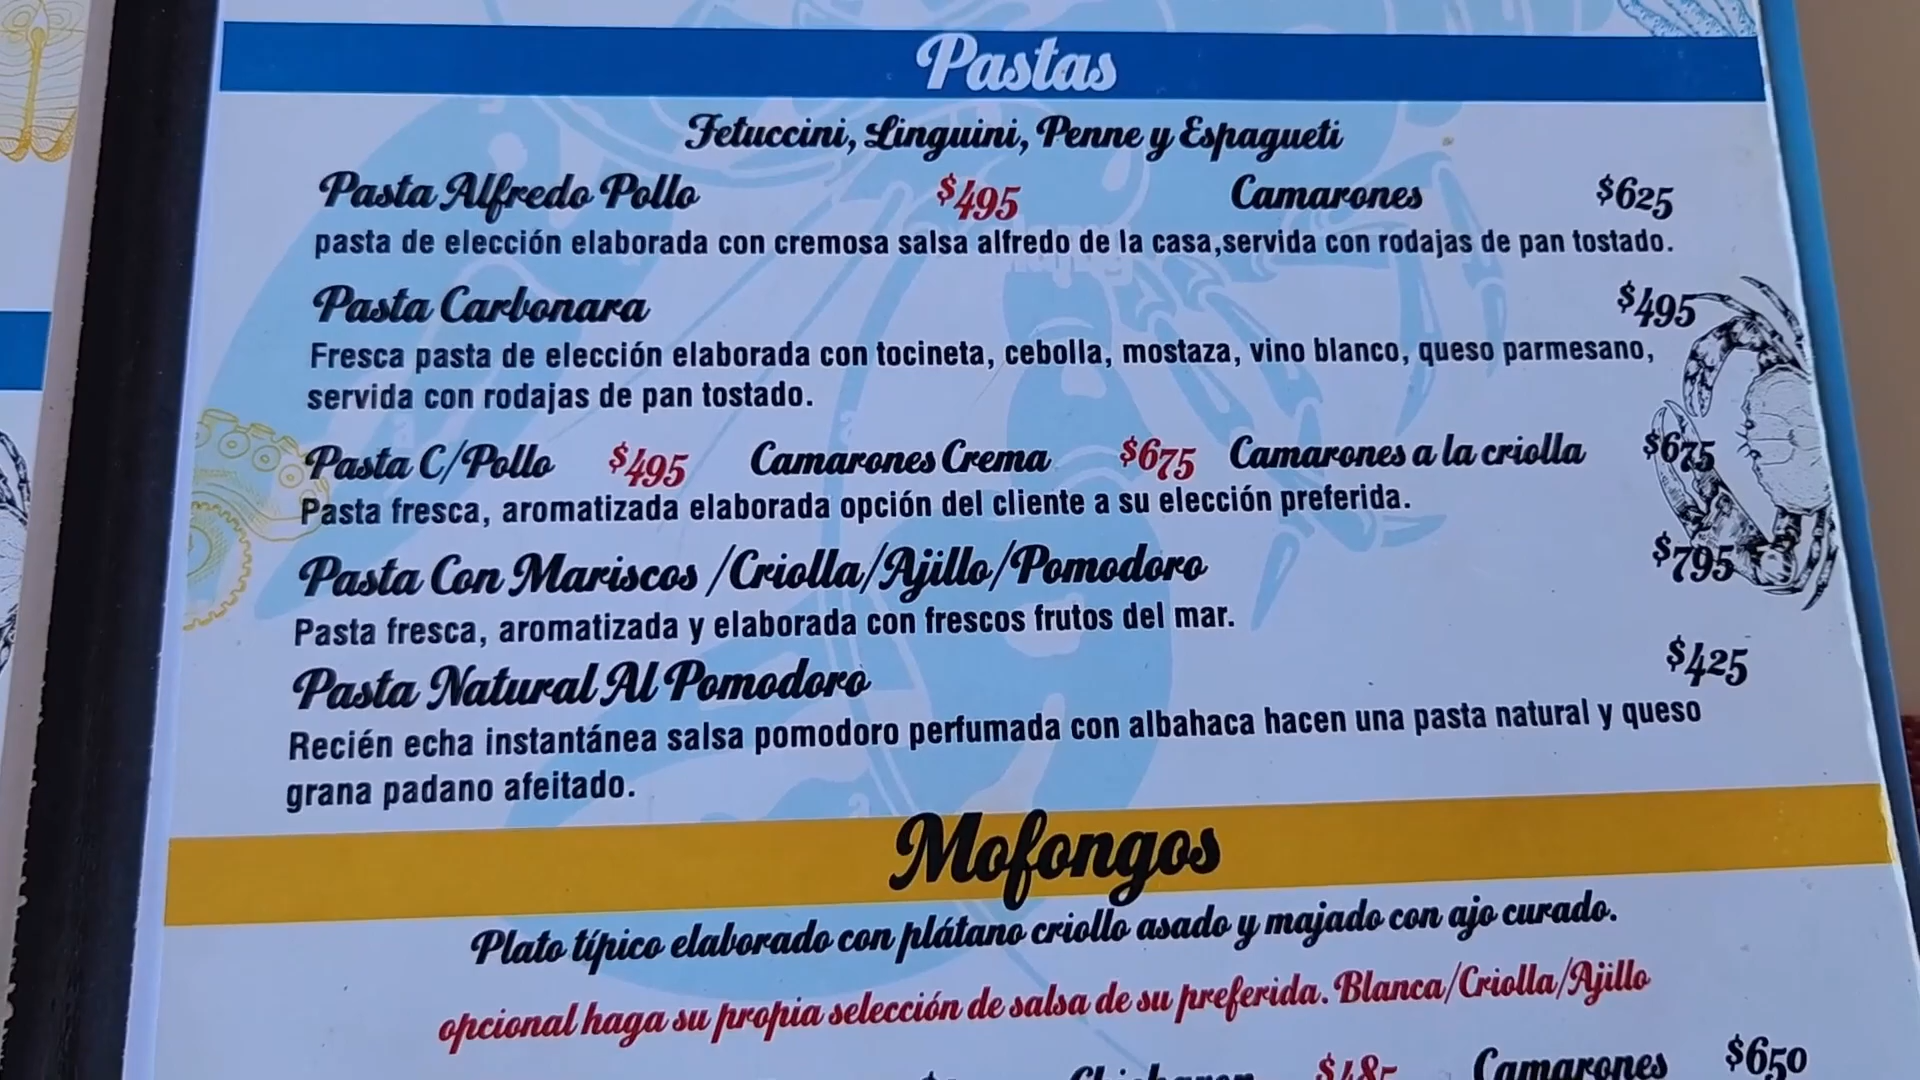 Pastas
Fetuccini, Linguini, Penne y Espagueti
Pasta Alfredo Pollo $495 Camarones $625
pasta de elección elaborada con cremosa salsa alfredo de la casa,servida con rodajas de pan tostado.
Pasta Carbonara $495
Fresca pasta de elección elaborada con tocineta, cebolla, mostaza, vino blanco, queso parmesano,
servida con rodajas de pan tostado.
Pasta C/Pollo $495 Camarones Crema $675 Camarones a la criolla $675
Pasta fresca, aromatizada elaborada opción del cliente a su elección preferida.
Pasta Con Mariscos /Criolla/Ajillo/Pomodoro $795
Pasta fresca, aromatizada y elaborada con frescos frutos del mar.
Pasta Natural Al Pomodoro $425
Recién echa instantánea salsa pomodoro perfumada con albahaca hacen una pasta natural y queso
grana padano afeitado.
Mofongos
Plato típico elaborado con plátano criollo asado y majado con ajo curado.
opcional haga su propia selección de salsa de su preferida. Blanca/Criolla/Ajillo
Camarones $650